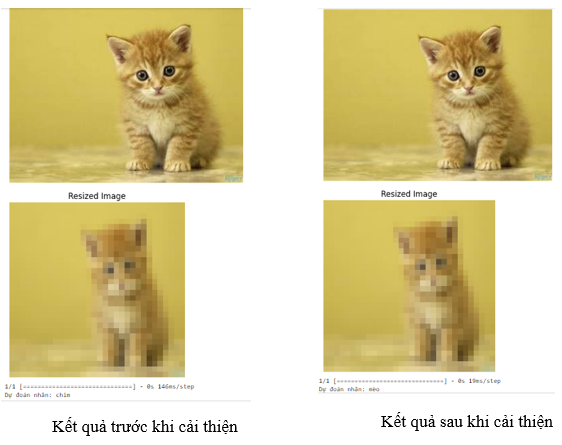 Resized Image
1/1 [==============================] - 0s 146ms/step
Dự đoán nhãn: chim
Kết quả trước khi cải thiện
Resized Image
1/1 [==============================] - 0s 19ms/step
Dự đoán nhãn: mèo
Kết quả sau khi cải thiện